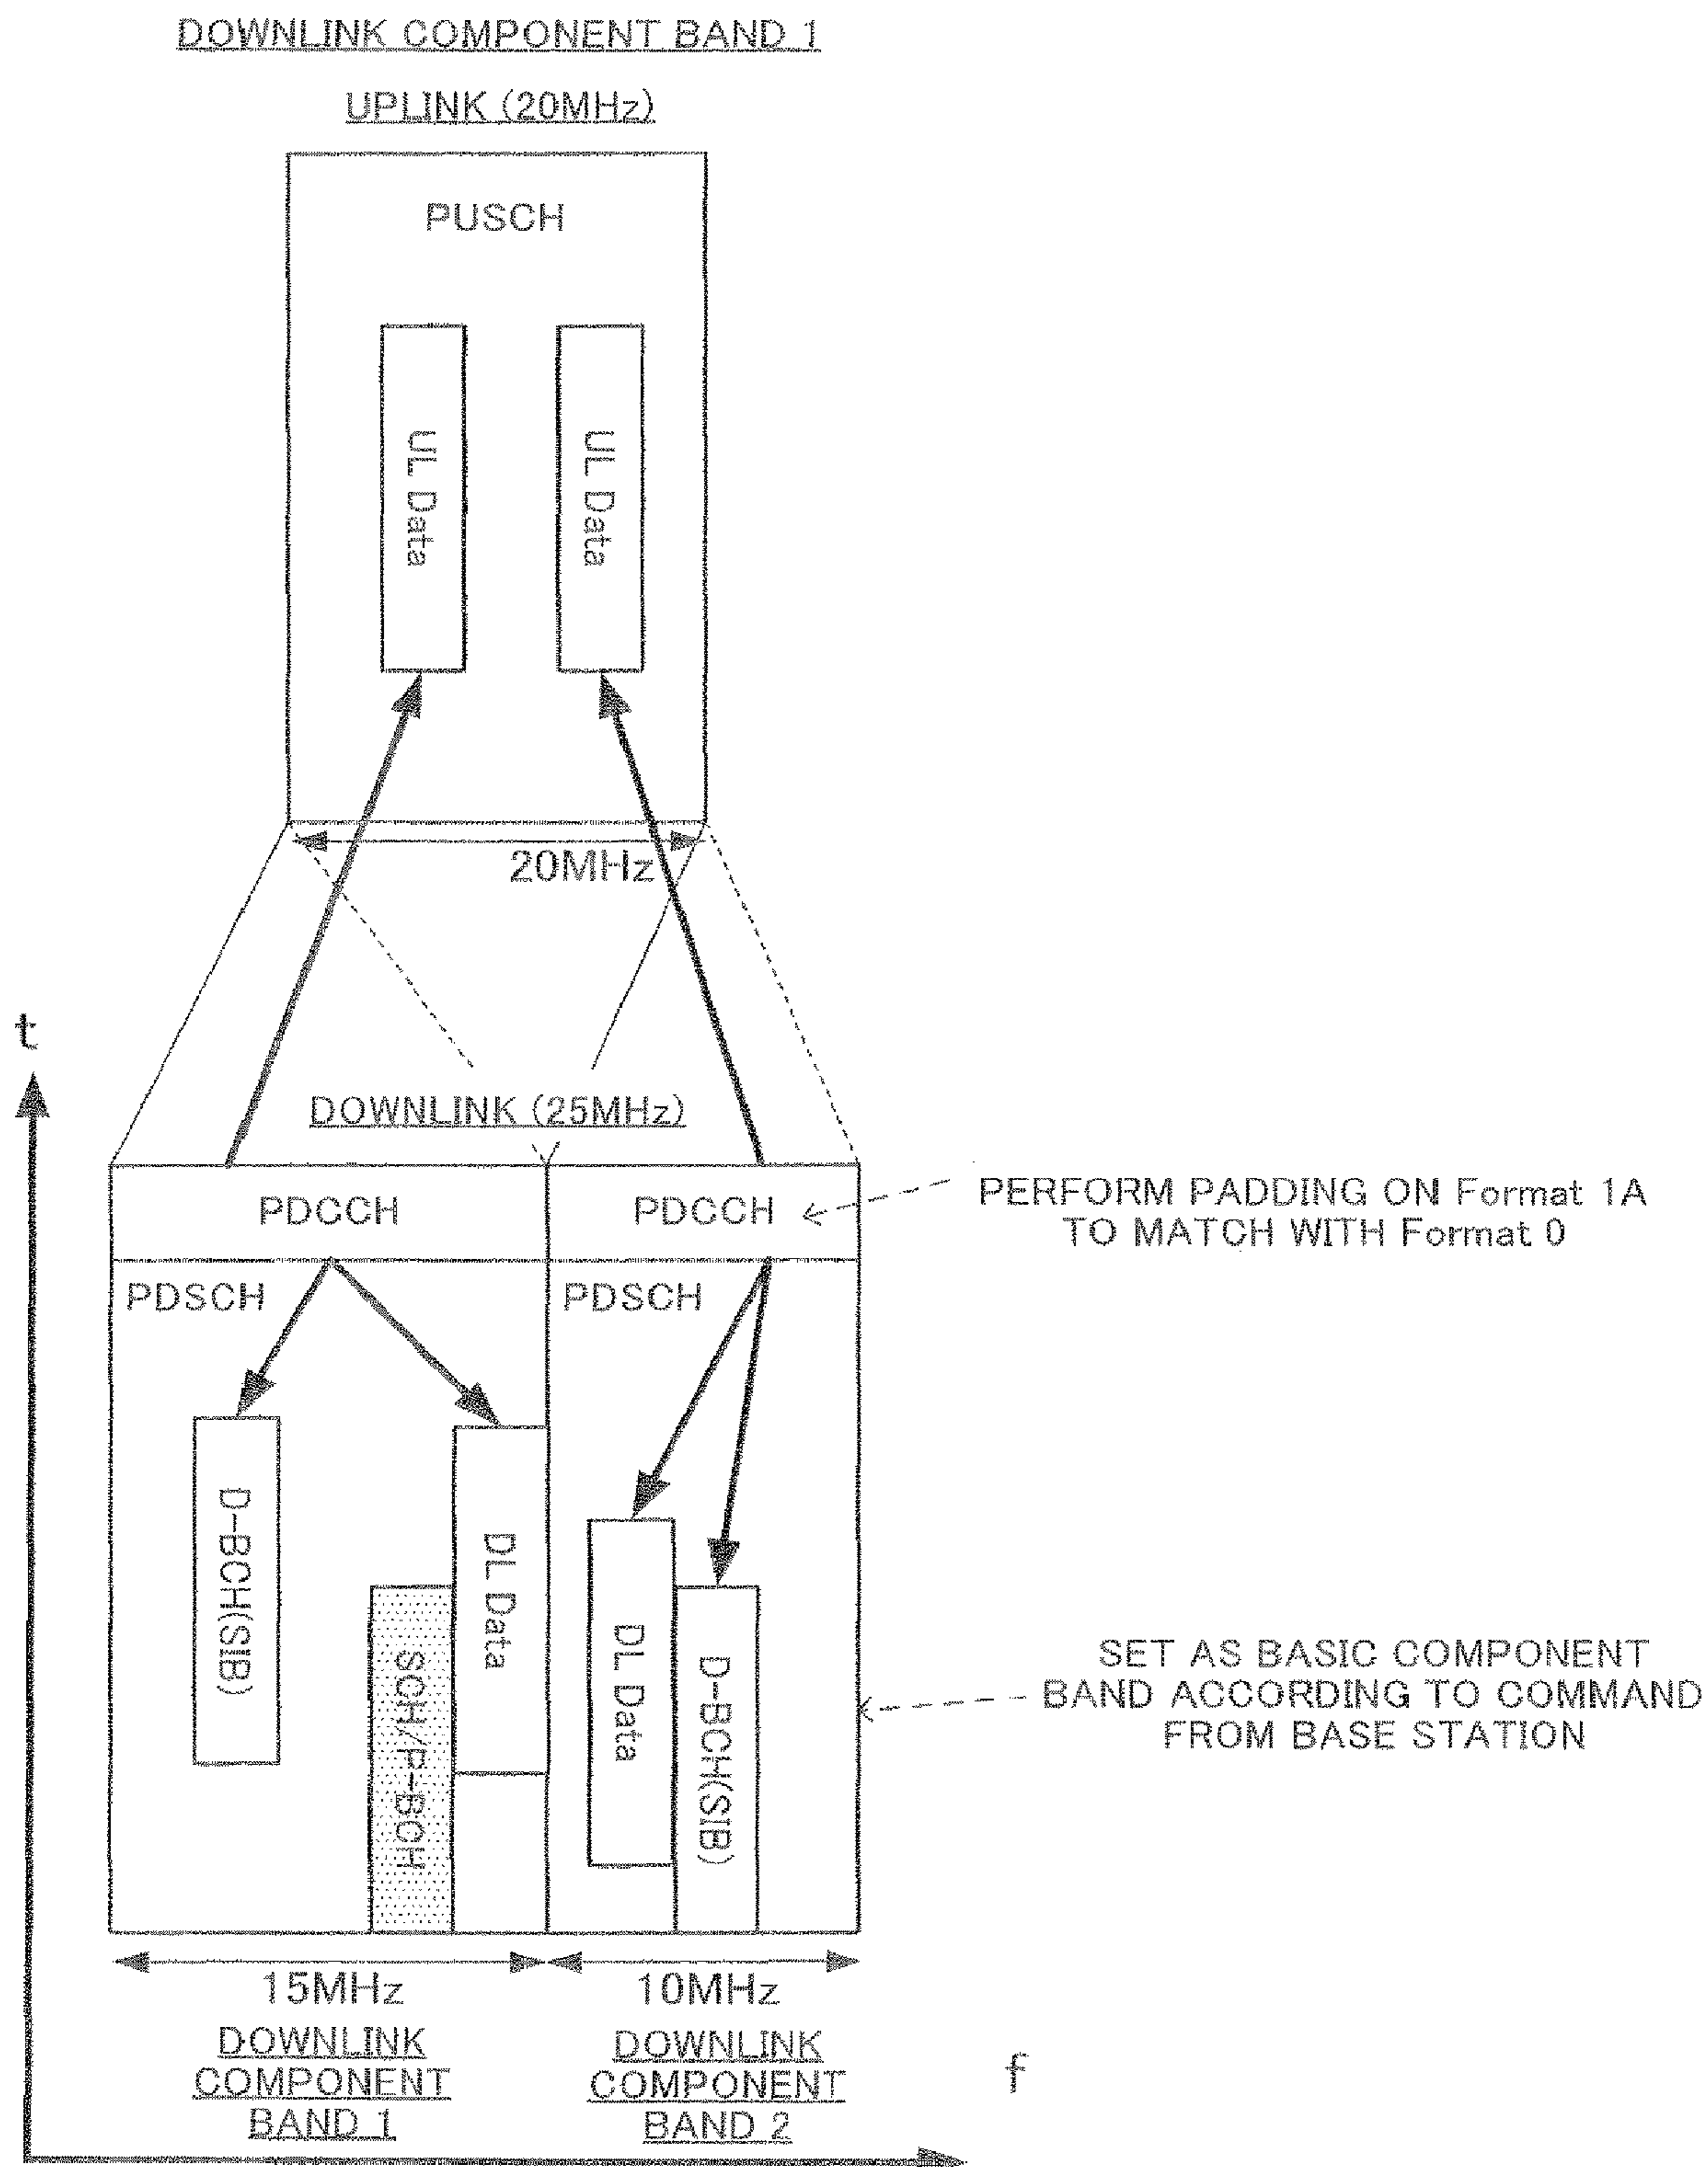 DOWNLINK COMPONENT BAND 1
UPLINK (20MHz)
PUSCH
UL Data
UL Data
20MHz
t
DOWNLINK (25MHz)
PDCCH
PDCCH
PERFORM PADDING ON Format 1A
TO MATCH WITH Format 0
PDSCH
PDSCH
D-BCH(SIB)
SCH/P-BCH
DL Data
DL Data
D-BCH(SIB)
SET AS BASIC COMPONENT
BAND ACCORDING TO COMMAND
FROM BASE STATION
15MHz
10MHz
DOWNLINK
COMPONENT
BAND 1
DOWNLINK
COMPONENT
BAND 2
f